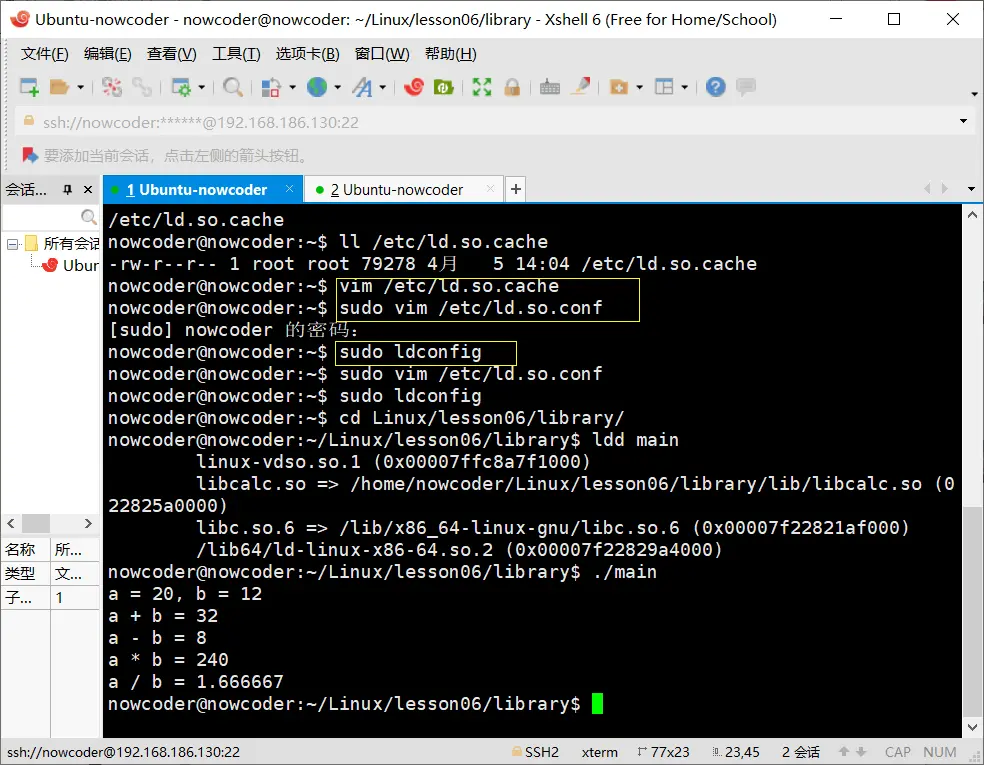 Ubuntu-nowcoder - nowcoder@nowcoder: ~/Linux/lesson06/library - Xshell 6 (Free for Home/School)
文件(F) 编辑(E) 查看(V) 工具(T) 选项卡(B) 窗口(W) 帮助(H)
ssh://nowcoder:******@192.168.186.130:22
要添加当前会话，点击左侧的箭头按钮。
会话...
1 Ubuntu-nowcoder
2 Ubuntu-nowcoder
所有会话
Ubur
名称 所...
类型 文...
子... 1
/etc/ld.so.cache
nowcoder@nowcoder:~$ ll /etc/ld.so.cache
-rw-r--r-- 1 root root 79278 4月   5 14:04 /etc/ld.so.cache
nowcoder@nowcoder:~$ vim /etc/ld.so.cache
nowcoder@nowcoder:~$ sudo vim /etc/ld.so.conf
[sudo] nowcoder 的密码：
nowcoder@nowcoder:~$ sudo ldconfig
nowcoder@nowcoder:~$ sudo vim /etc/ld.so.conf
nowcoder@nowcoder:~$ sudo ldconfig
nowcoder@nowcoder:~$ cd Linux/lesson06/library/
nowcoder@nowcoder:~/Linux/lesson06/library$ ldd main
linux-vdso.so.1 (0x00007ffc8a7f1000)
libcalc.so => /home/nowcoder/Linux/lesson06/library/lib/libcalc.so (0
22825a0000)
libc.so.6 => /lib/x86_64-linux-gnu/libc.so.6 (0x00007f22821af000)
/lib64/ld-linux-x86-64.so.2 (0x00007f22829a4000)
nowcoder@nowcoder:~/Linux/lesson06/library$ ./main
a = 20, b = 12
a + b = 32
a - b = 8
a * b = 240
a / b = 1.666667
nowcoder@nowcoder:~/Linux/lesson06/library$
ssh://nowcoder@192.168.186.130:22 SSH2 xterm 77x23 23,45 2 会话 CAP NUM